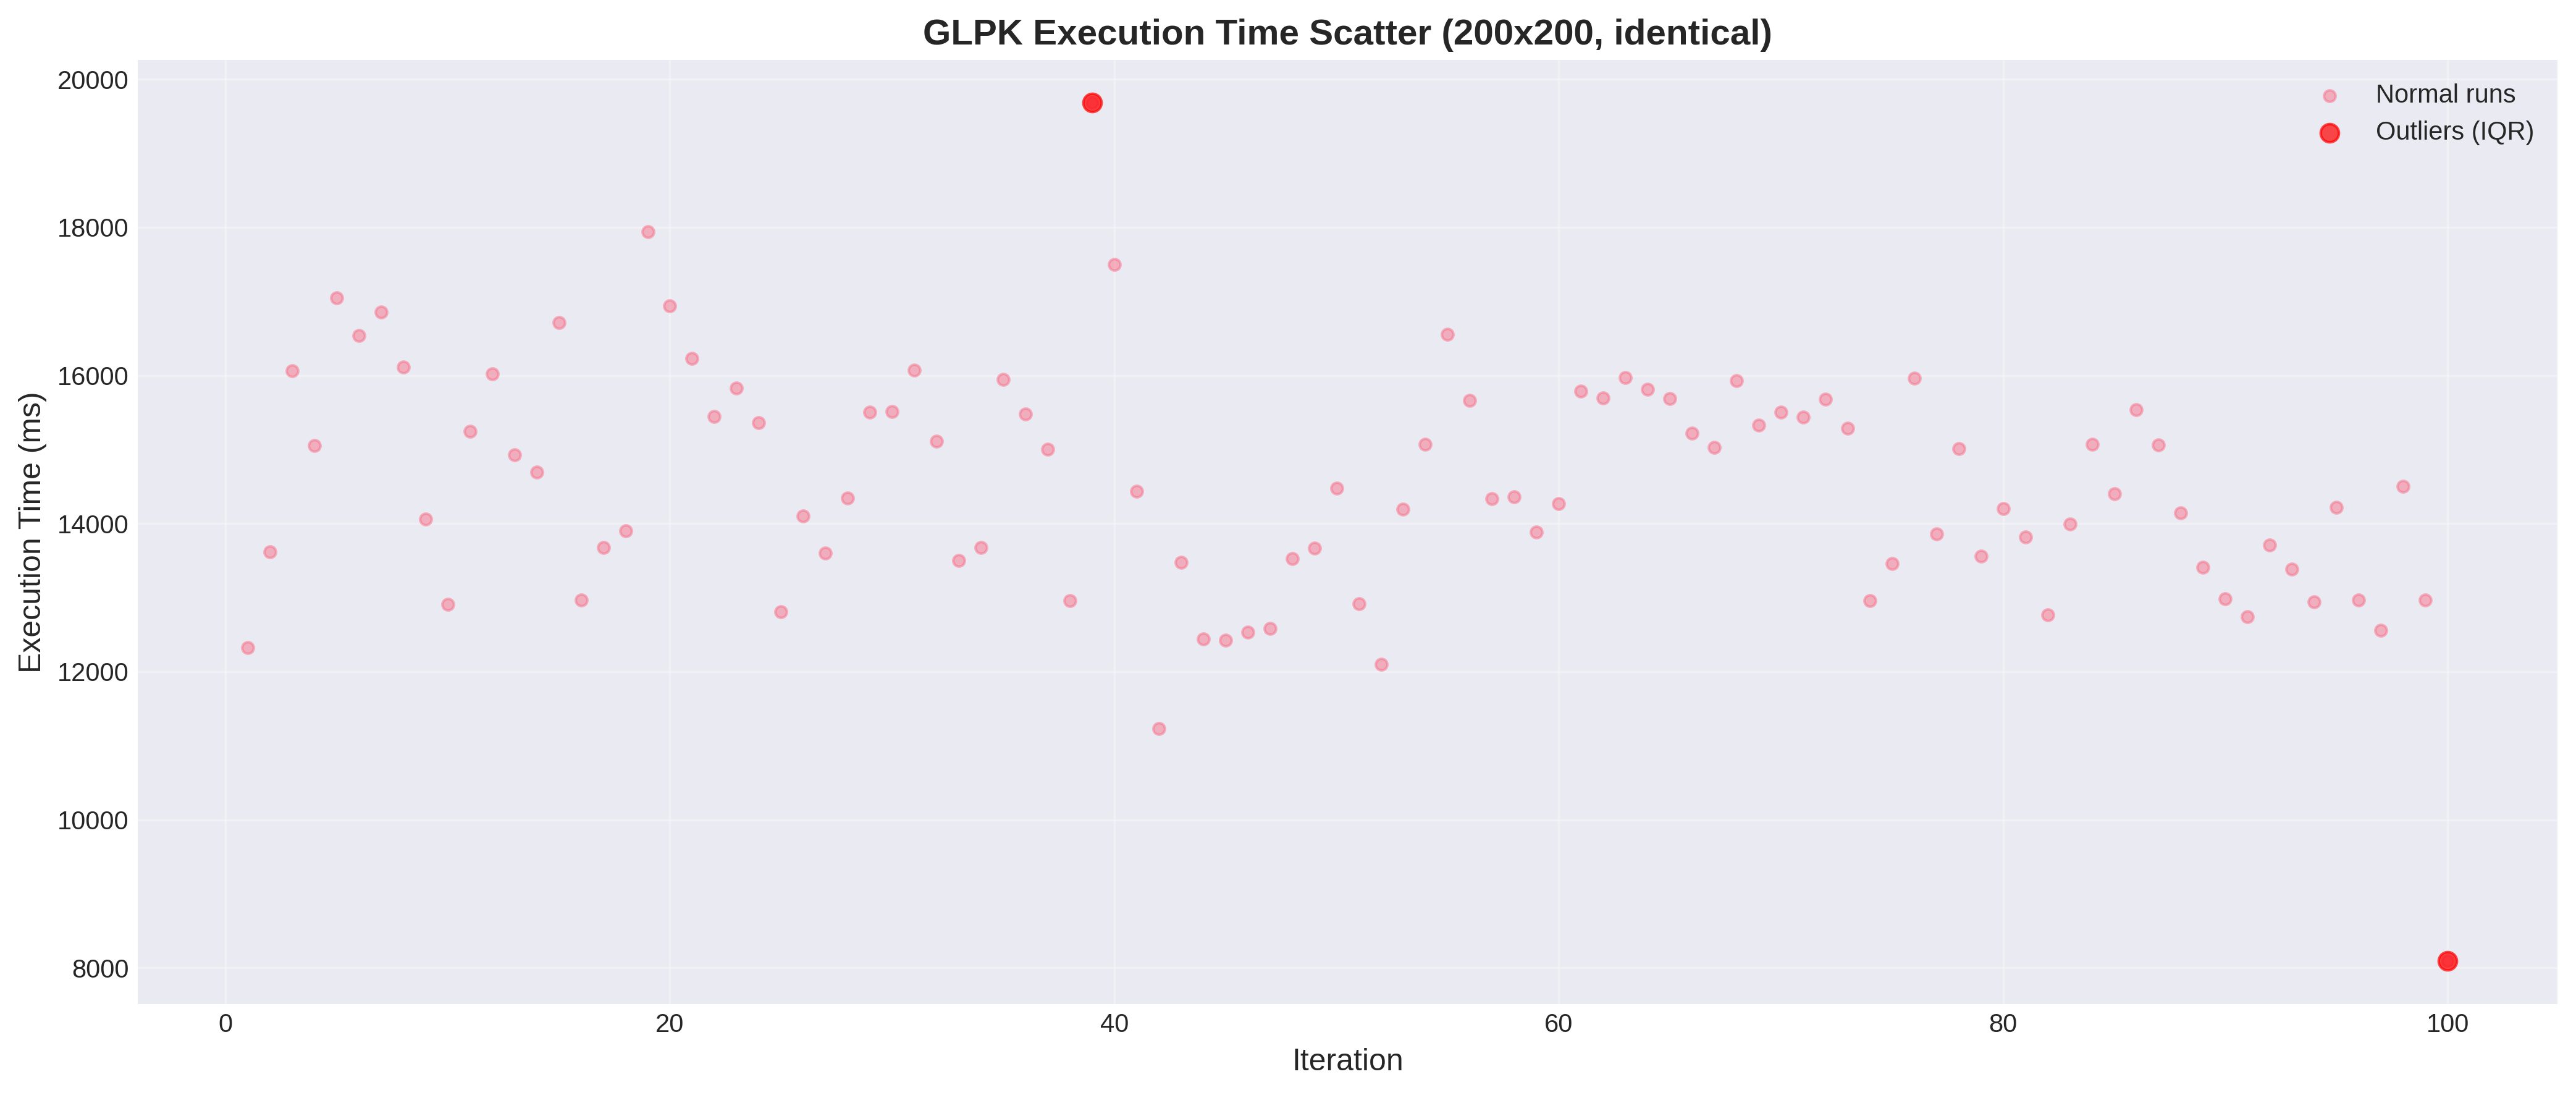 GLPK Execution Time Scatter (200x200, identical)
20000
18000
16000
14000
12000
10000
8000
Execution Time (ms)
Normal runs
Outliers (IQR)
0 20 40 60 80 100
Iteration